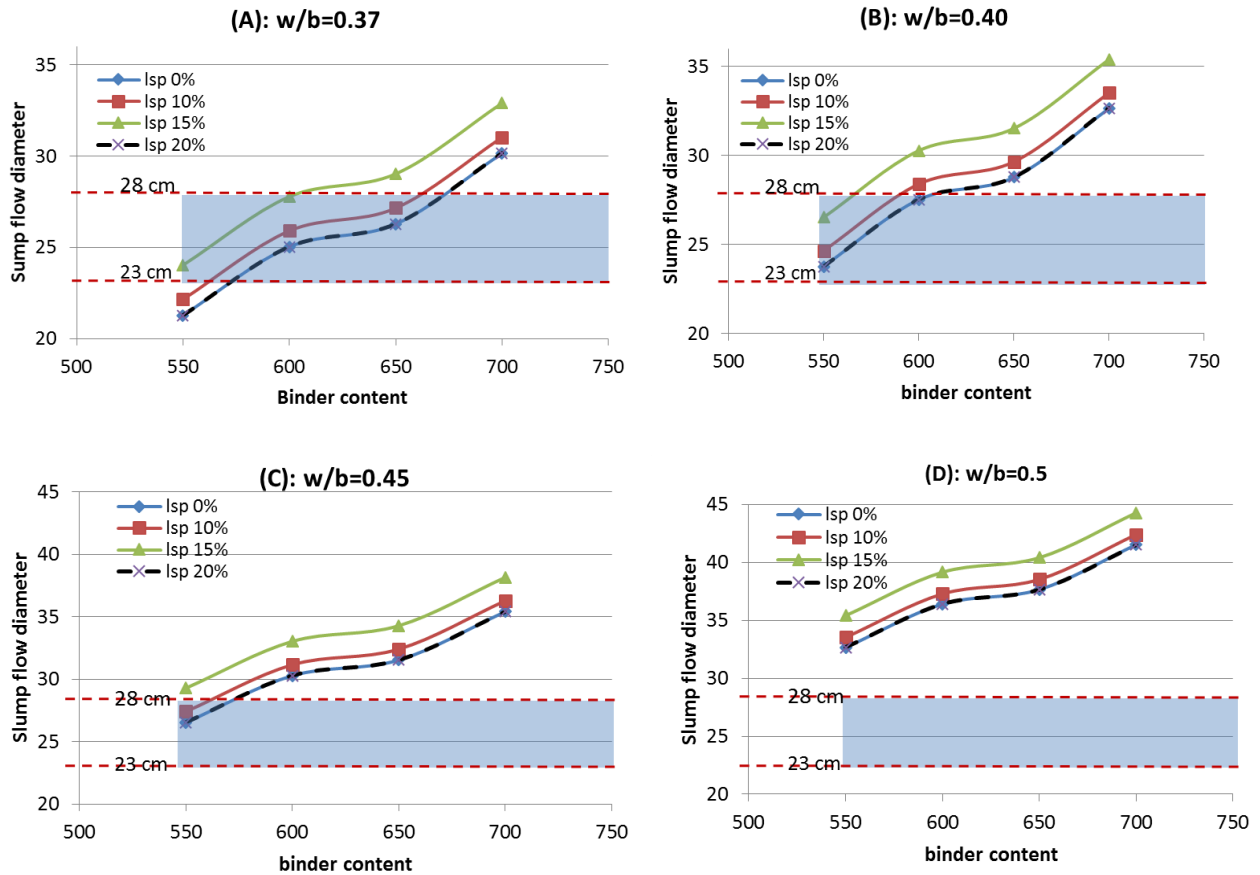 (A): w/b=0.37
35
30
25
20
500
550
600
650
700
750
Sump flow diameter
Binder content
lsp 0%
lsp 10%
lsp 15%
lsp 20%
28 cm
23 cm
(B): w/b=0.40
35
30
25
20
500
550
600
650
700
750
Slump flow diameter
binder content
lsp 0%
lsp 10%
lsp 15%
lsp 20%
28 cm
23 cm
(C): w/b=0.45
45
40
35
30
25
20
500
550
600
650
700
750
Slump flow diameter
binder content
lsp 0%
lsp 10%
lsp 15%
lsp 20%
28 cm
23 cm
(D): w/b=0.5
45
40
35
30
25
20
500
550
600
650
700
750
Slump flow diameter
binder content
lsp 0%
lsp 10%
lsp 15%
lsp 20%
28 cm
23 cm